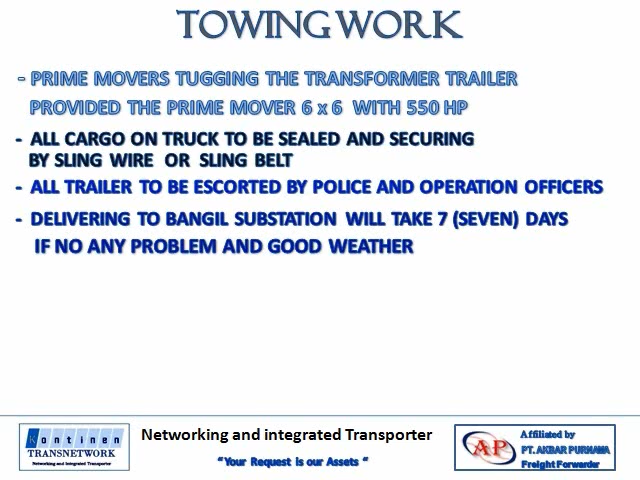 TOWING WORK
- PRIME MOVERS TUGGING THE TRANSFORMER TRAILER
PROVIDED THE PRIME MOVER 6 x 6 WITH 550 HP
- ALL CARGO ON TRUCK TO BE SEALED AND SECURING
BY SLING WIRE OR SLING BELT
- ALL TRAILER TO BE ESCORTED BY POLICE AND OPERATION OFFICERS
- DELIVERING TO BANGIL SUBSTATION WILL TAKE 7 (SEVEN) DAYS
IF NO ANY PROBLEM AND GOOD WEATHER
Kontinen
TRANSNETWORK
Networking and Integrated Transporter
Networking and integrated Transporter
"Your Request is our Assets "
AP
Affiliated by
PT. AKBAR PURNAMA
Freight Forwarder